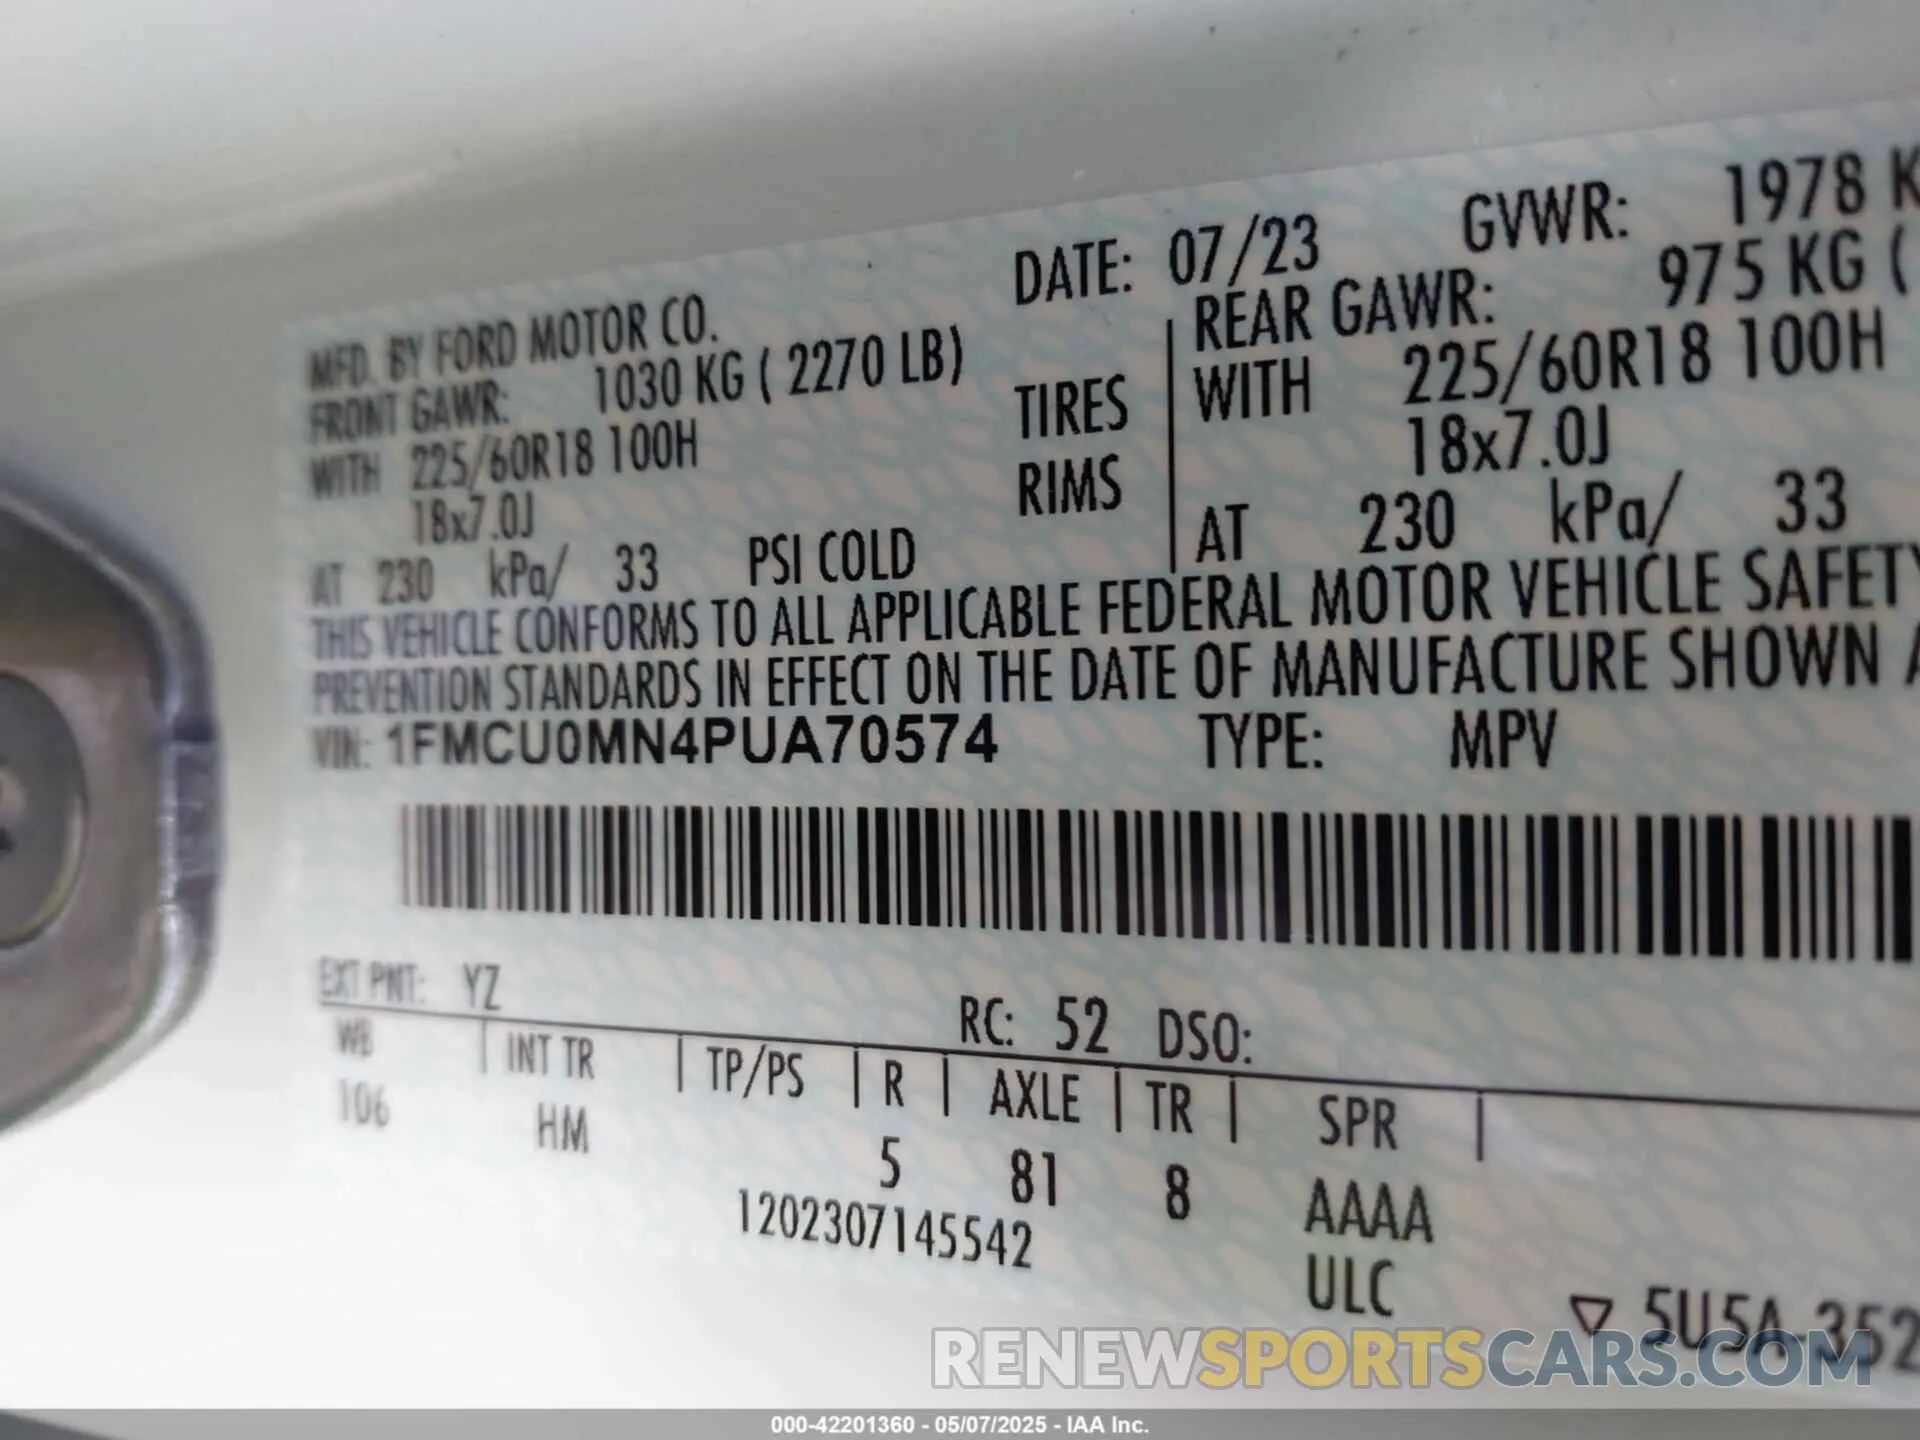 DATE: 07/23 GVWR: 1978 K
MFD. BY FORD MOTOR CO.
FRONT GAWR: 1030 KG ( 2270 LB) REAR GAWR: 975 KG (
WITH 225/60R18 100H TIRES WITH 225/60R18 100H
18x7.0J RIMS 18x7.0J
AT 230 kPa/ 33 PSI COLD AT 230 kPa/ 33
THIS VEHICLE CONFORMS TO ALL APPLICABLE FEDERAL MOTOR VEHICLE SAFETY
PREVENTION STANDARDS IN EFFECT ON THE DATE OF MANUFACTURE SHOWN A
VIN: 1FMCU0MN4PUA70574 TYPE: MPV
EXT PNT: YZ RC: 52 DSO:
WB INT TR TP/PS R AXLE TR SPR
106 HM 5 81 8 AAAA
1202307145542 ULC
5U5A-352
RENEWSPORTSCARS.COM
000-42201360 - 05/07/2025 - IAA Inc.